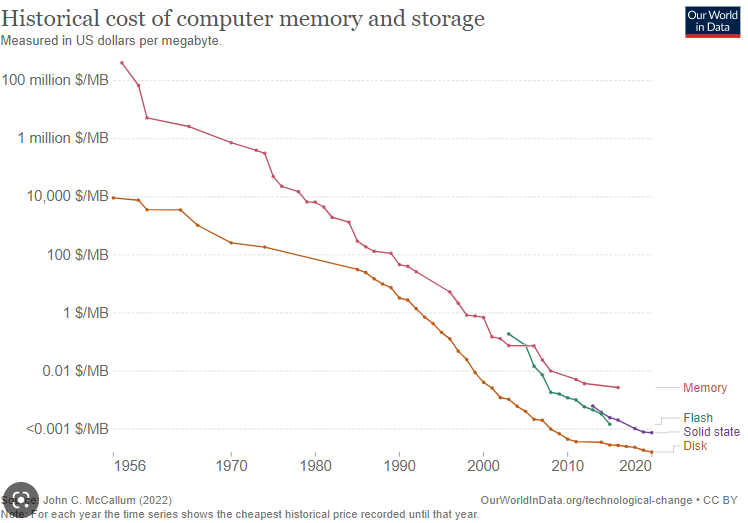 Historical cost of computer memory and storage
Measured in US dollars per megabyte.
Our World
in Data
100 million $/MB
1 million $/MB
10,000 $/MB
100 $/MB
1 $/MB
0.01 $/MB
<0.001 $/MB
Memory
Flash
Solid state
Disk
1956 1970 1980 1990 2000 2010 2020
John C. McCallum (2022)
OurWorldInData.org/technological-change • CC BY
Note: For each year the time series shows the cheapest historical price recorded until that year.